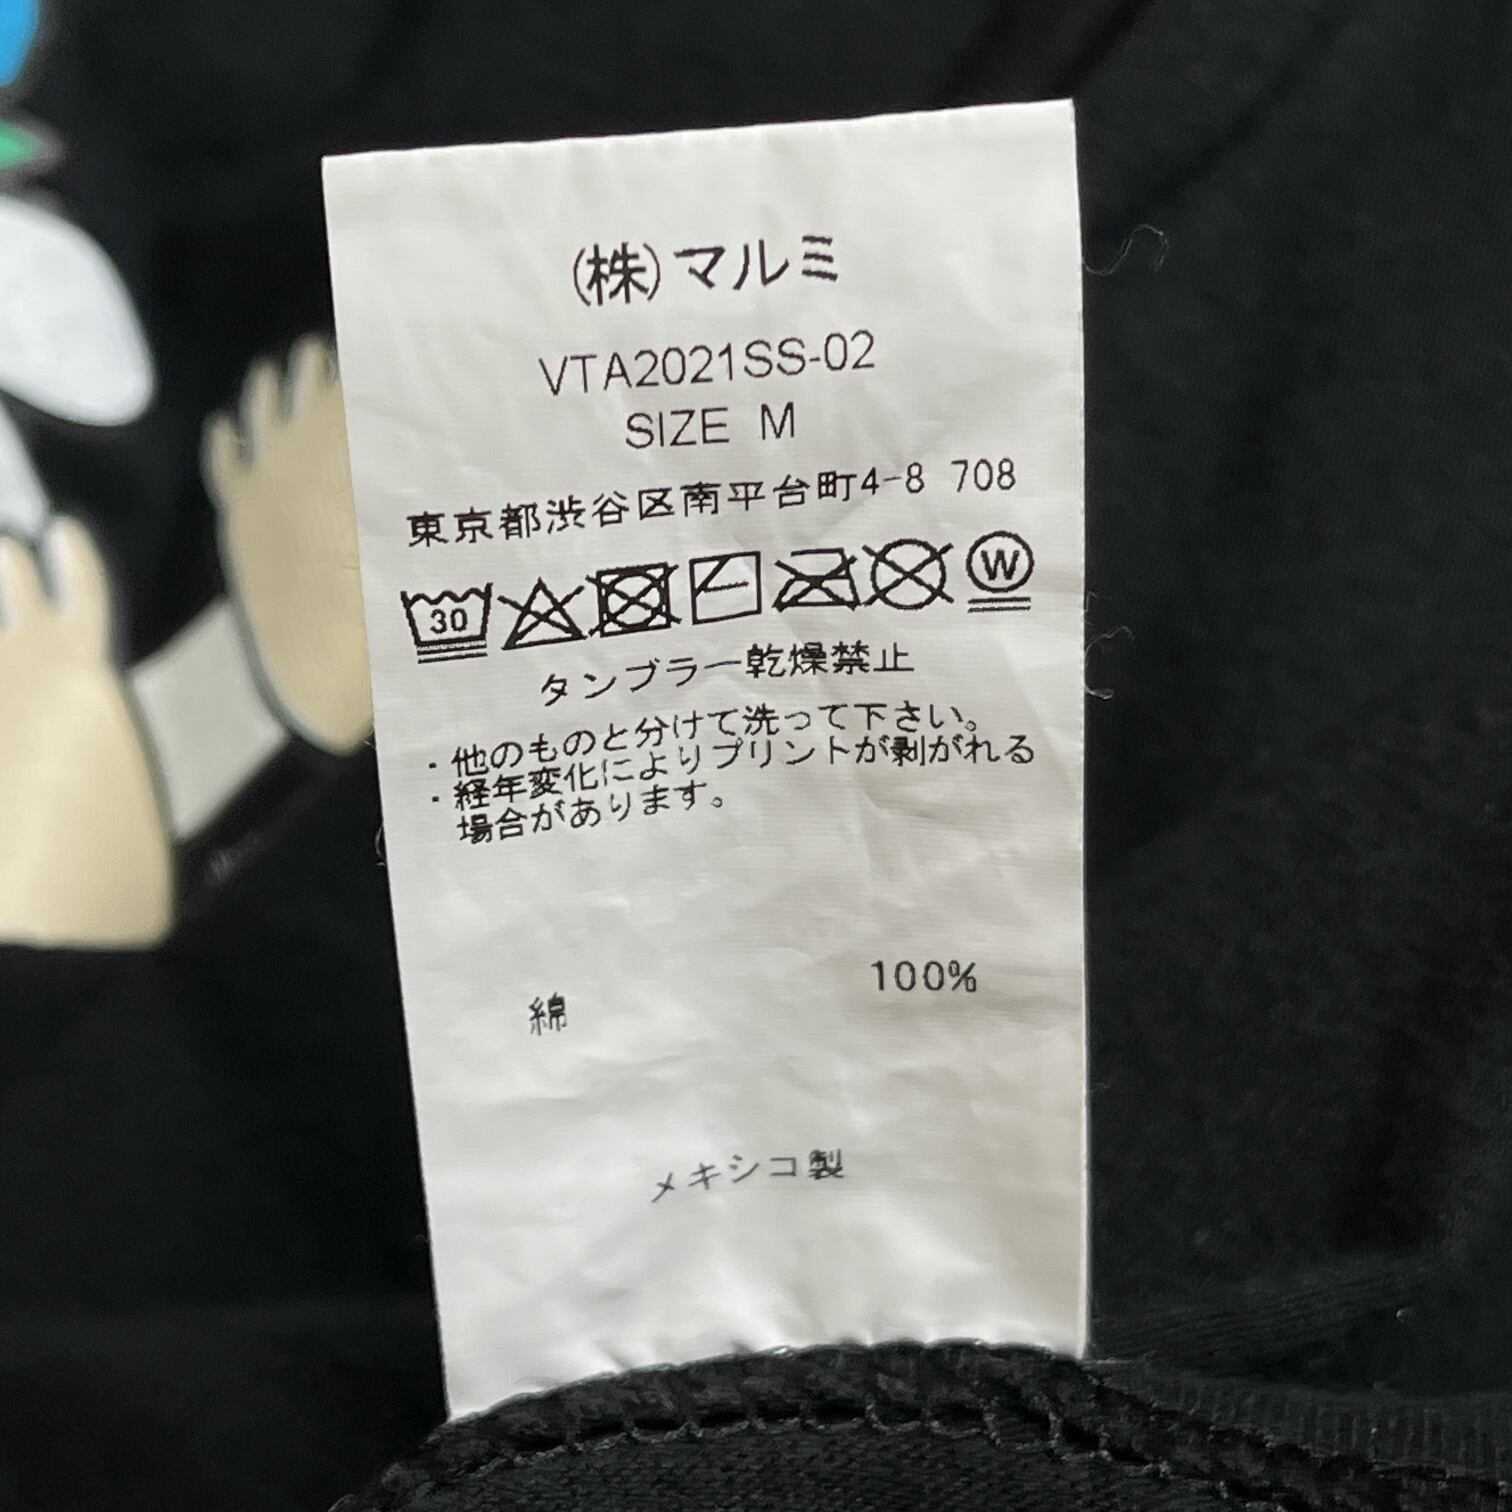 (株)マルミ
VTA2021SS-02
SIZE M
東京都渋谷区南平台町4-8 708
30
W
タンブラー乾燥禁止
・他のものと分けて洗って下さい。
・経年変化によりプリントが剥がれる
場合があります。
綿 100%
メキシコ製